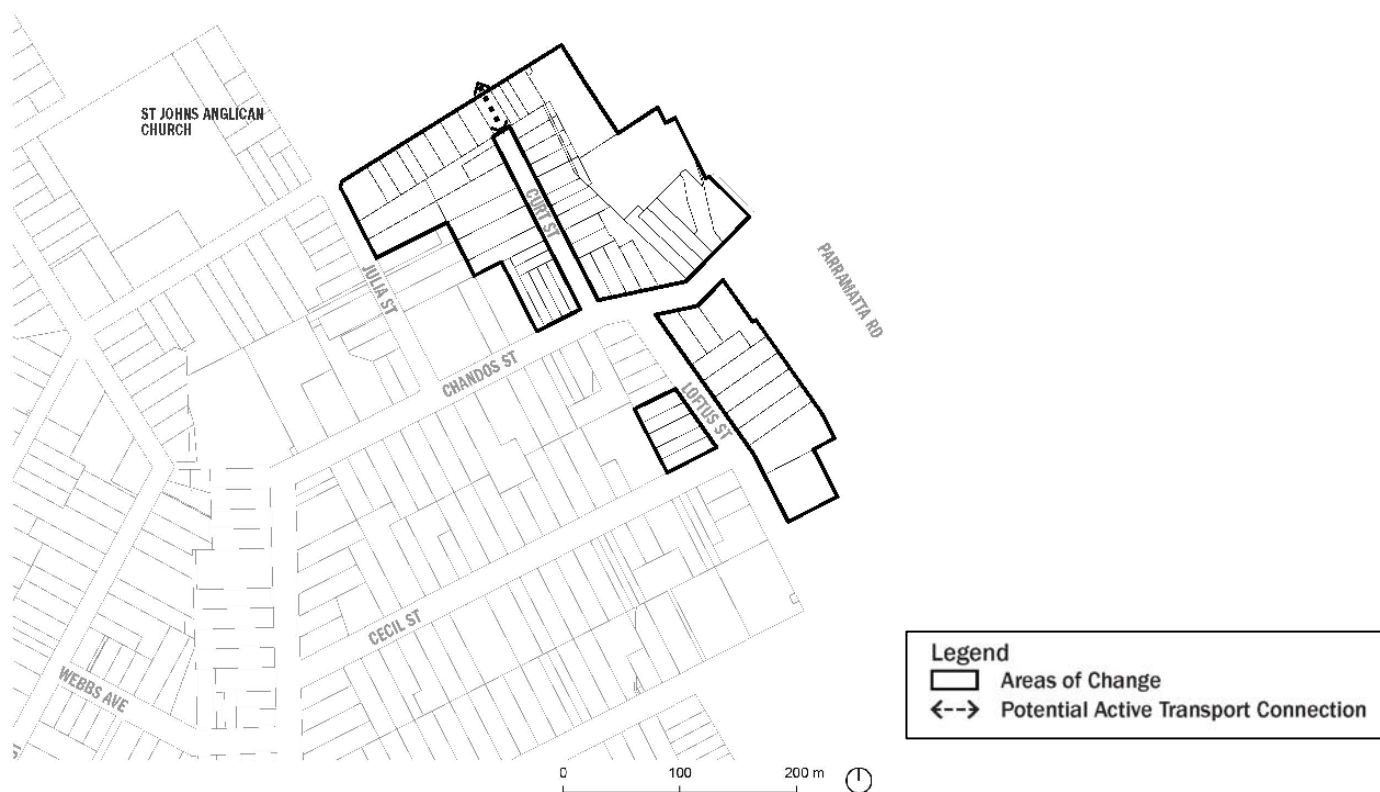 ST JOHNS ANGLICAN
CHURCH
CURT ST
JULIA ST
PARRAMATTA RD
CHANDOS ST
LOFTUS ST
CECIL ST
WEBBS AVE
Legend
Areas of Change
Potential Active Transport Connection
0 100 200 m